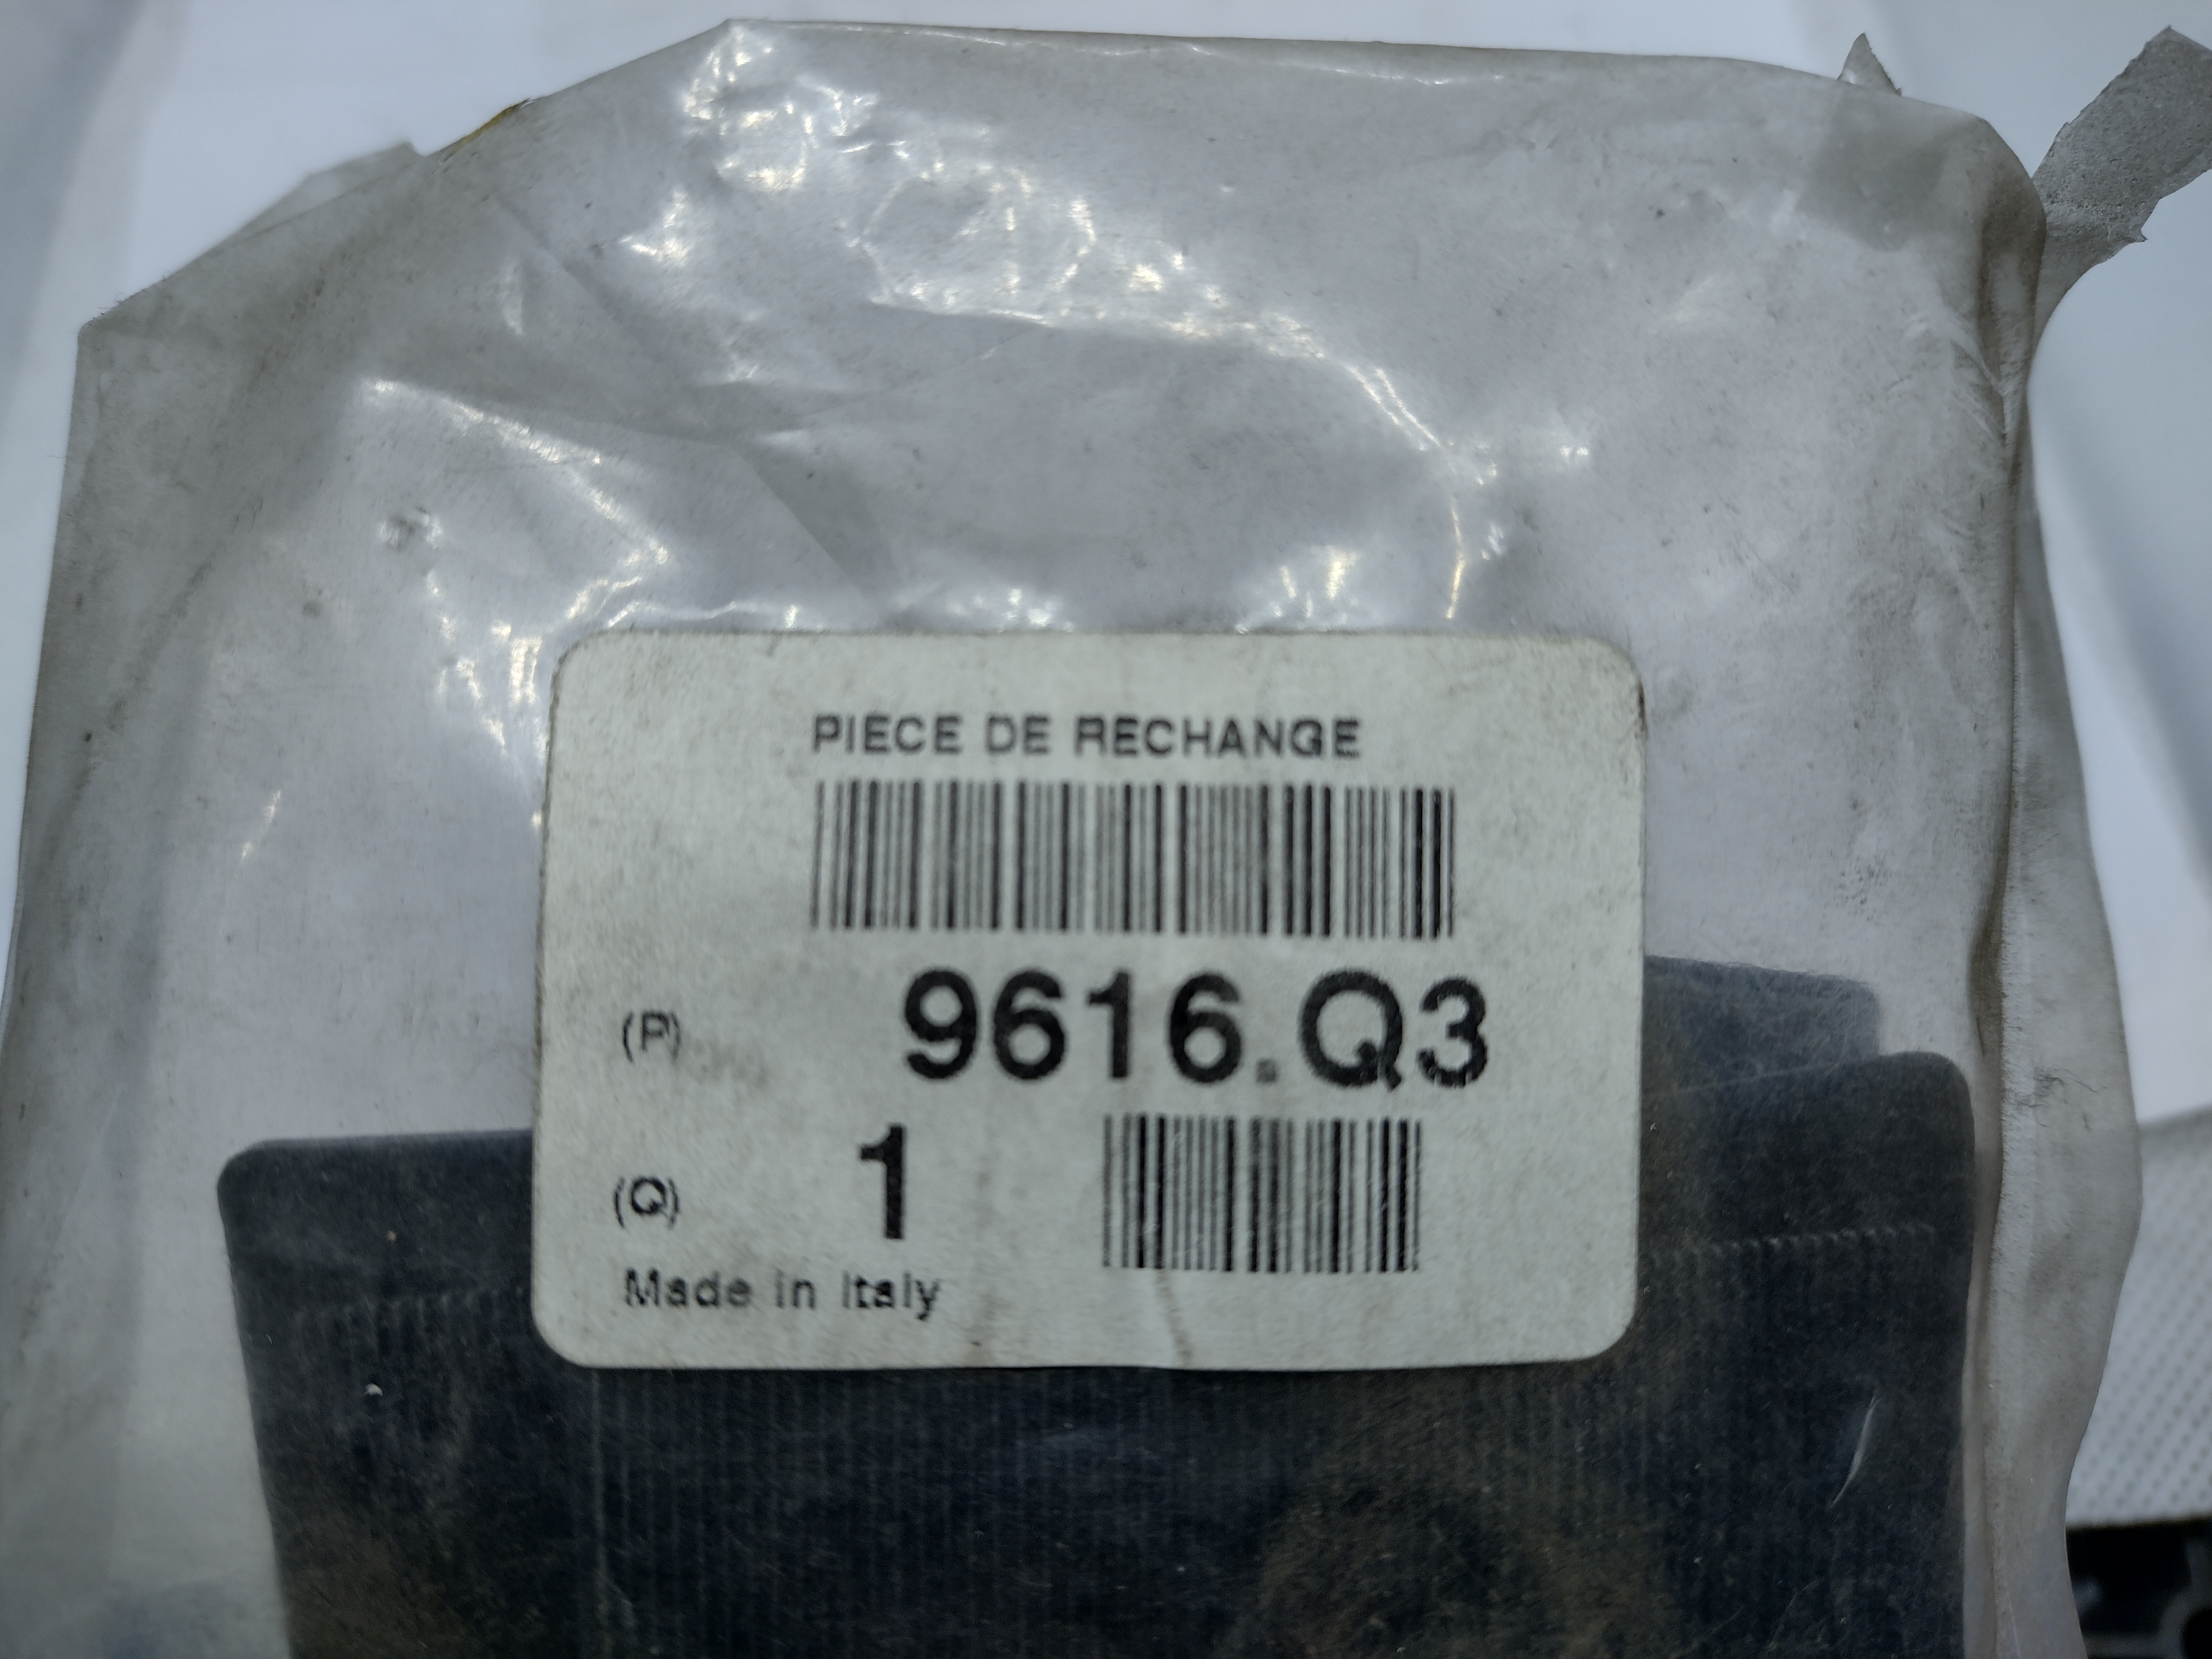 PIECE DE RECHANGE
(P) 9616.Q3
(Q) 1
Made in Italy